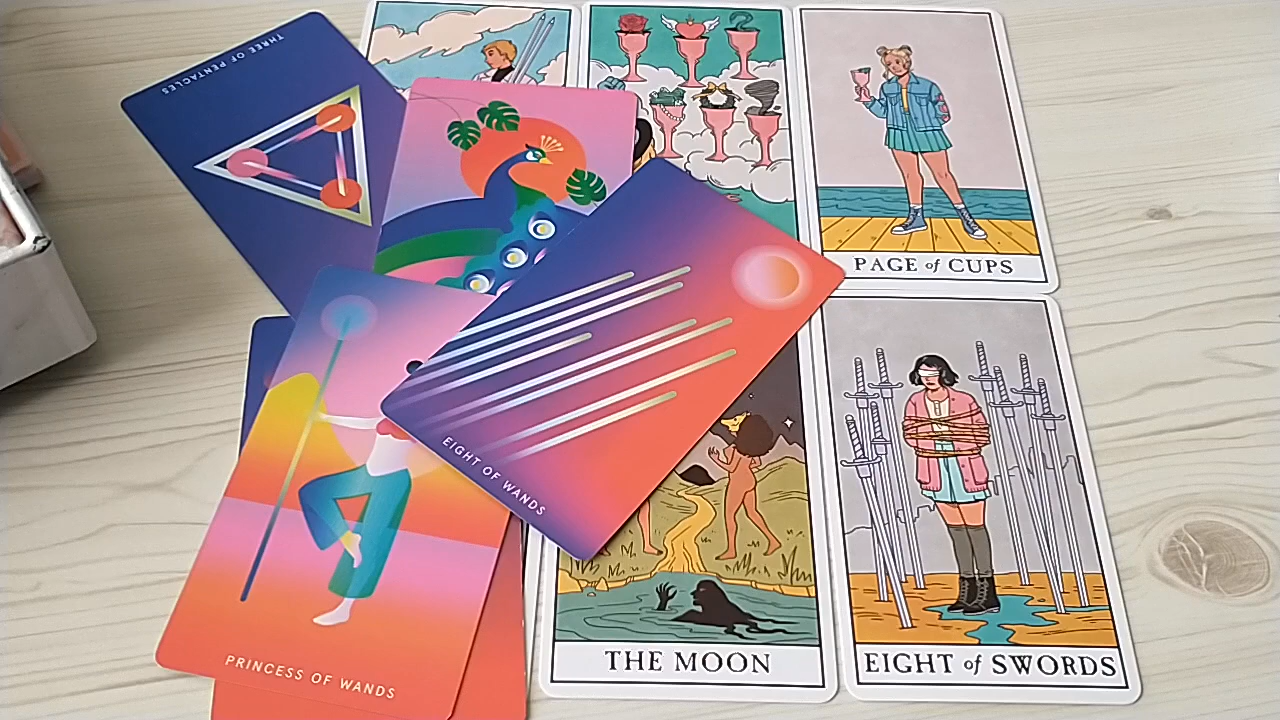 THREE OF PENTACLES
PAGE of CUPS
EIGHT OF WANDS
PRINCESS OF WANDS
THE MOON
EIGHT of SWORDS